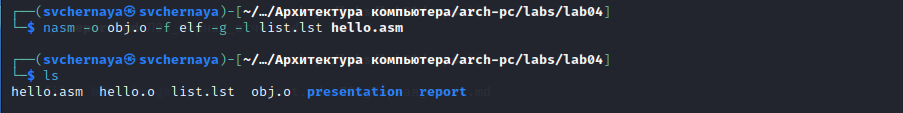 ┌──(svchernaya㉿svchernaya)-[~/…/Архитектура компьютера/arch-pc/labs/lab04]
└─$ nasm -o obj.o -f elf -g -l list.lst hello.asm
┌──(svchernaya㉿svchernaya)-[~/…/Архитектура компьютера/arch-pc/labs/lab04]
└─$ ls
hello.asm  hello.o  list.lst  obj.o  presentation  report